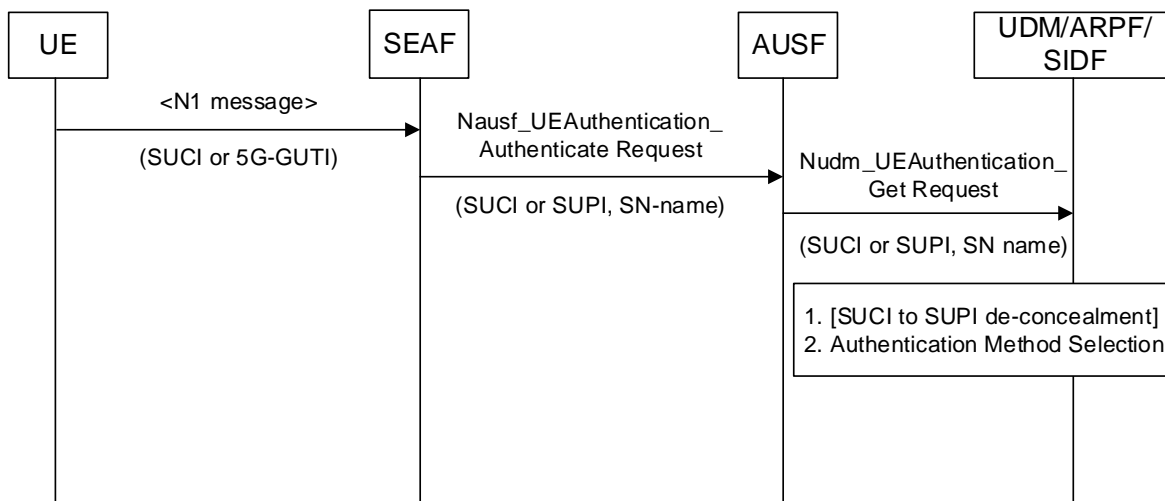 UE
SEAF
AUSF
UDM/ARPF/
SIDF
<N1 message>
(SUCI or 5G-GUTI)
Nausf_UEAuthentication_
Authenticate Request
(SUCI or SUPI, SN-name)
Nudm_UEAuthentication_
Get Request
(SUCI or SUPI, SN name)
1. [SUCI to SUPI de-concealment]
2. Authentication Method Selection